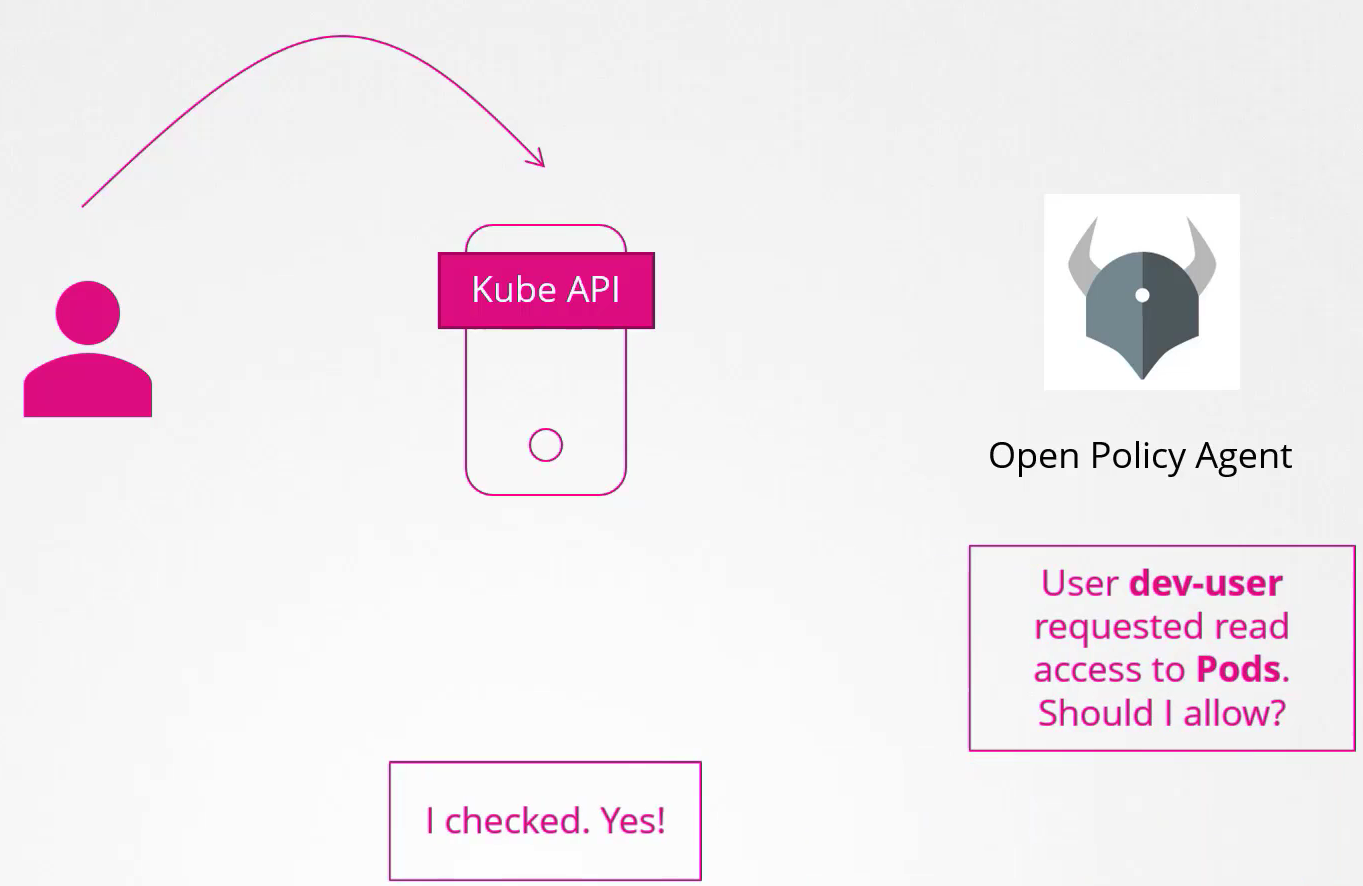 Kube API
Open Policy Agent
User dev-user
requested read
access to Pods.
Should I allow?
I checked. Yes!